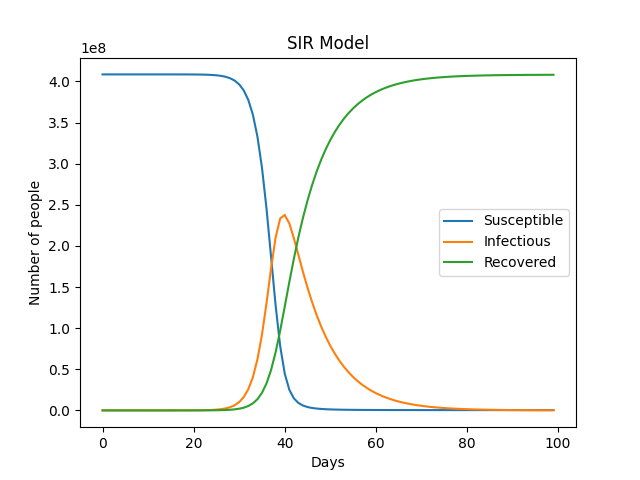 SIR Model
1e8
4.0
3.5
3.0
2.5
2.0
1.5
1.0
0.5
0.0
Number of people
Susceptible
Infectious
Recovered
0 20 40 60 80 100
Days